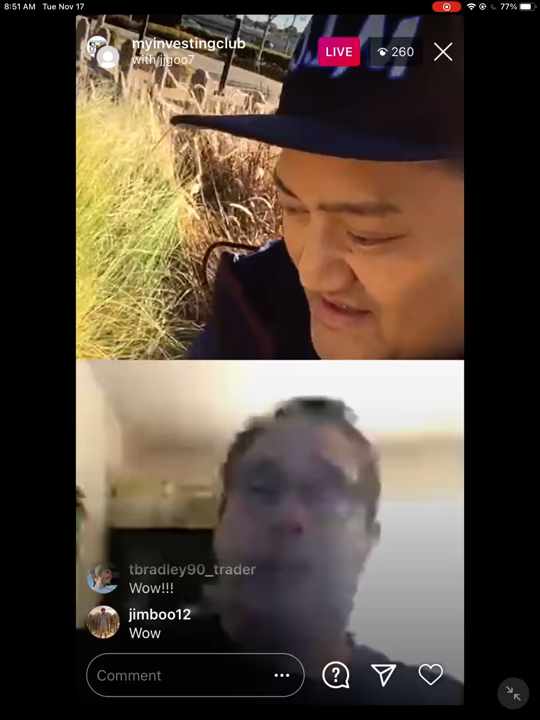 8:51 AM Tue Nov 17
77%
myinvestingclub
with jjgoo7
LIVE
260
tbradley90_trader
Wow!!!
jimboo12
Wow
Comment